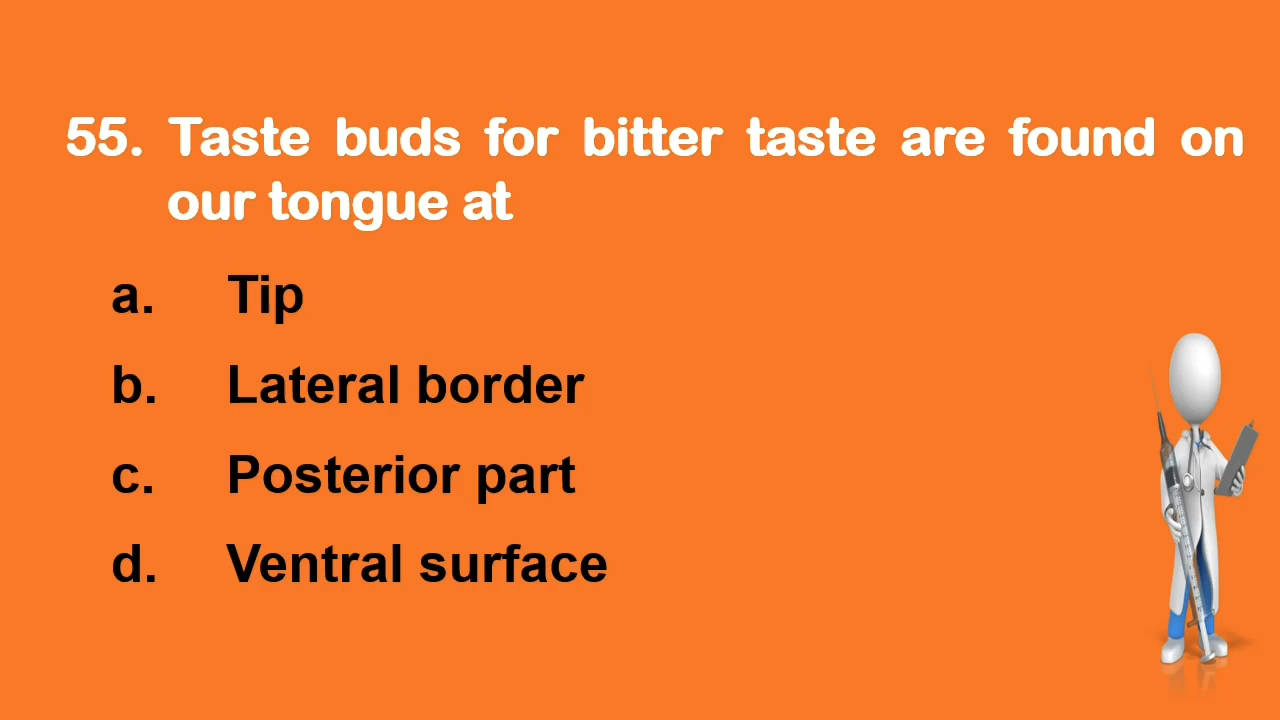 55. Taste buds for bitter taste are found on
our tongue at
a. Tip
b. Lateral border
c. Posterior part
d. Ventral surface